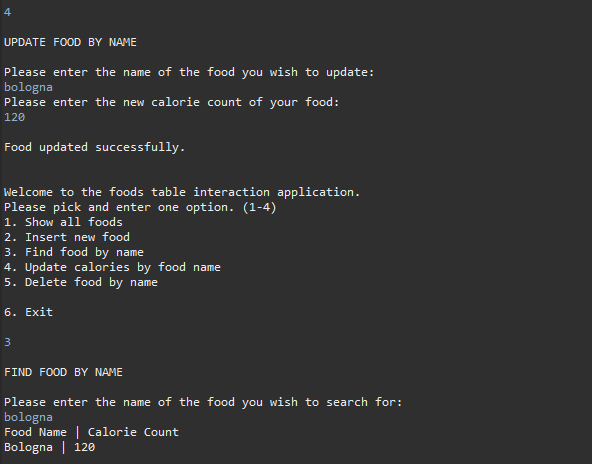 4
UPDATE FOOD BY NAME
Please enter the name of the food you wish to update:
bologna
Please enter the new calorie count of your food:
120
Food updated successfully.
Welcome to the foods table interaction application.
Please pick and enter one option. (1-4)
1. Show all foods
2. Insert new food
3. Find food by name
4. Update calories by food name
5. Delete food by name
6. Exit
3
FIND FOOD BY NAME
Please enter the name of the food you wish to search for:
bologna
Food Name | Calorie Count
Bologna | 120